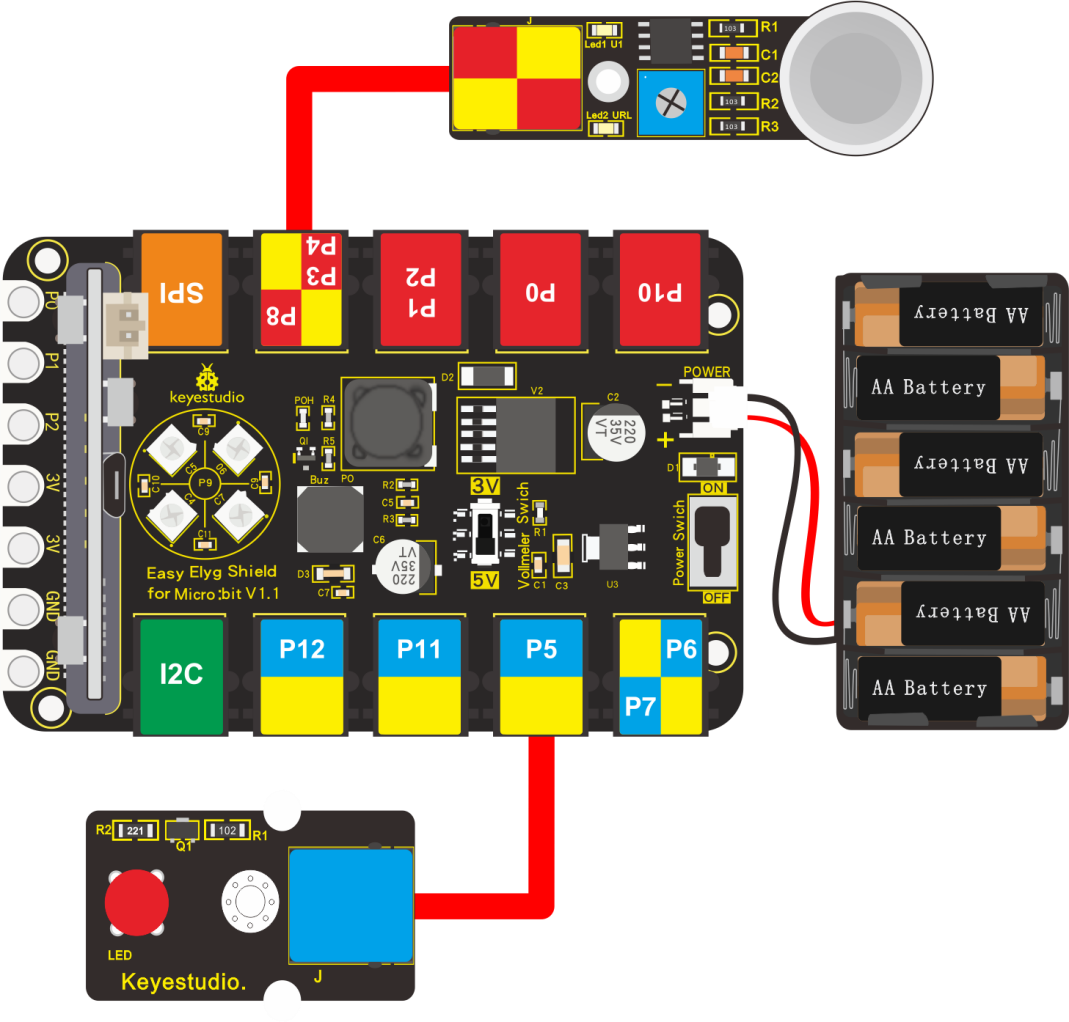 J
Led1 U1
Led2 URL
103
R1
C1
C2
103
R2
103
R3
SPI
P4
P3
P8
P2
P1
P0
P10
P0
P1
P2
3V
3V
GND
GND
keyestudio
C9
C5
D6
C10
P9
C9
C4
C7
C11
Easy Elyg Shield
for Micro:bit V1.1
POH
R4
Q1
R5
Buz
P0
R2
C5
R3
D3
C7
C6
220
35V
VT
D2
V2
C2
220
35V
VT
3V
5V
Vollmeler Swich
R1
C1
C3
U3
POWER
−
+
D1
ON
Power Swich
OFF
AA Battery
AA Battery
AA Battery
AA Battery
AA Battery
AA Battery
I2C
P12
P11
P5
P6
P7
R2
221
Q1
102
R1
LED
Keyestudio.
J